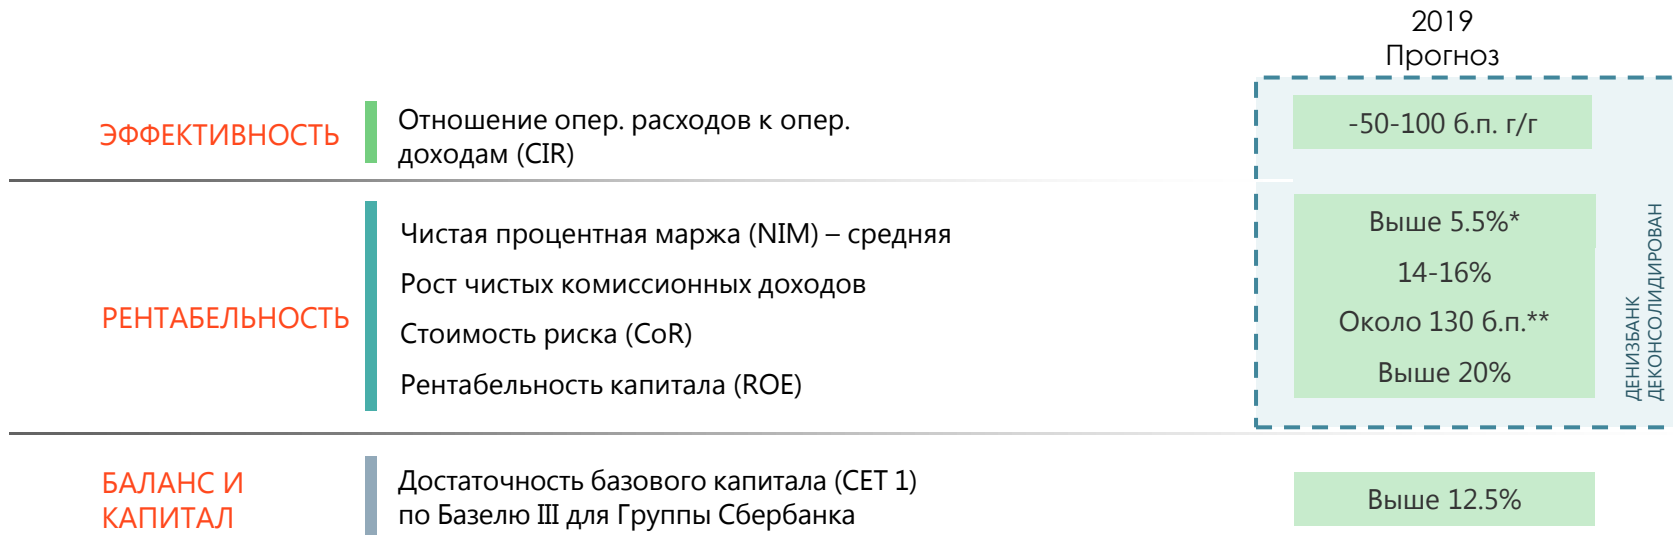 2019
Прогноз
ЭФФЕКТИВНОСТЬ
Отношение опер. расходов к опер.
доходам (CIR)
-50-100 б.п. г/г
РЕНТАБЕЛЬНОСТЬ
Чистая процентная маржа (NIM) – средняя
Выше 5.5%*
Рост чистых комиссионных доходов
14-16%
Стоимость риска (CoR)
Около 130 б.п.**
Рентабельность капитала (ROE)
Выше 20%
ДЕНИЗБАНК
ДЕКОНСОЛИДИРОВАН
БАЛАНС И
КАПИТАЛ
Достаточность базового капитала (CET 1)
по Базелю III для Группы Сбербанка
Выше 12.5%